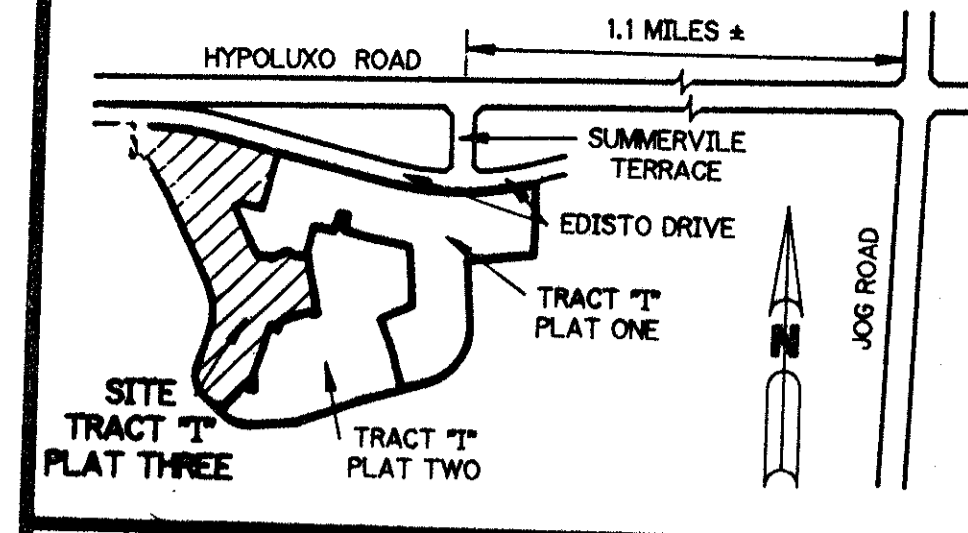 1.1 MILES ±
HYPOLUXO ROAD
SUMMERVILE
TERRACE
EDISTO DRIVE
JOG ROAD
TRACT "I"
PLAT ONE
N
SITE
TRACT "I"
PLAT THREE
TRACT "I"
PLAT TWO